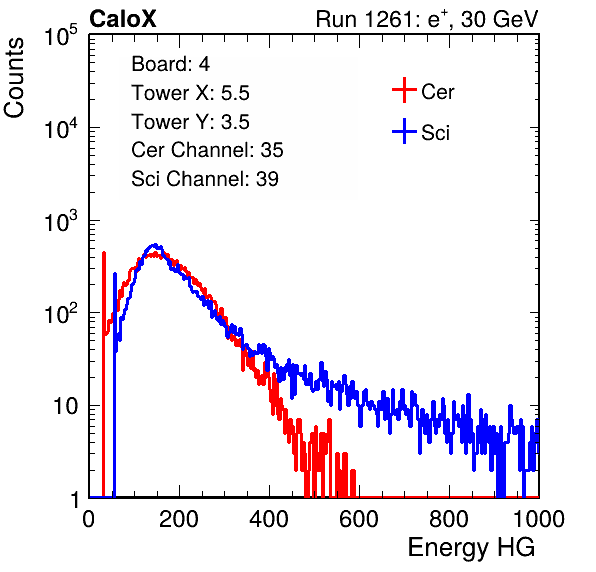 CaloX Run 1261: e⁺, 30 GeV
Counts
Board: 4
Tower X: 5.5
Tower Y: 3.5
Cer Channel: 35
Sci Channel: 39
Cer
Sci
10⁵
10⁴
10³
10²
10
1
0 200 400 600 800 1000
Energy HG